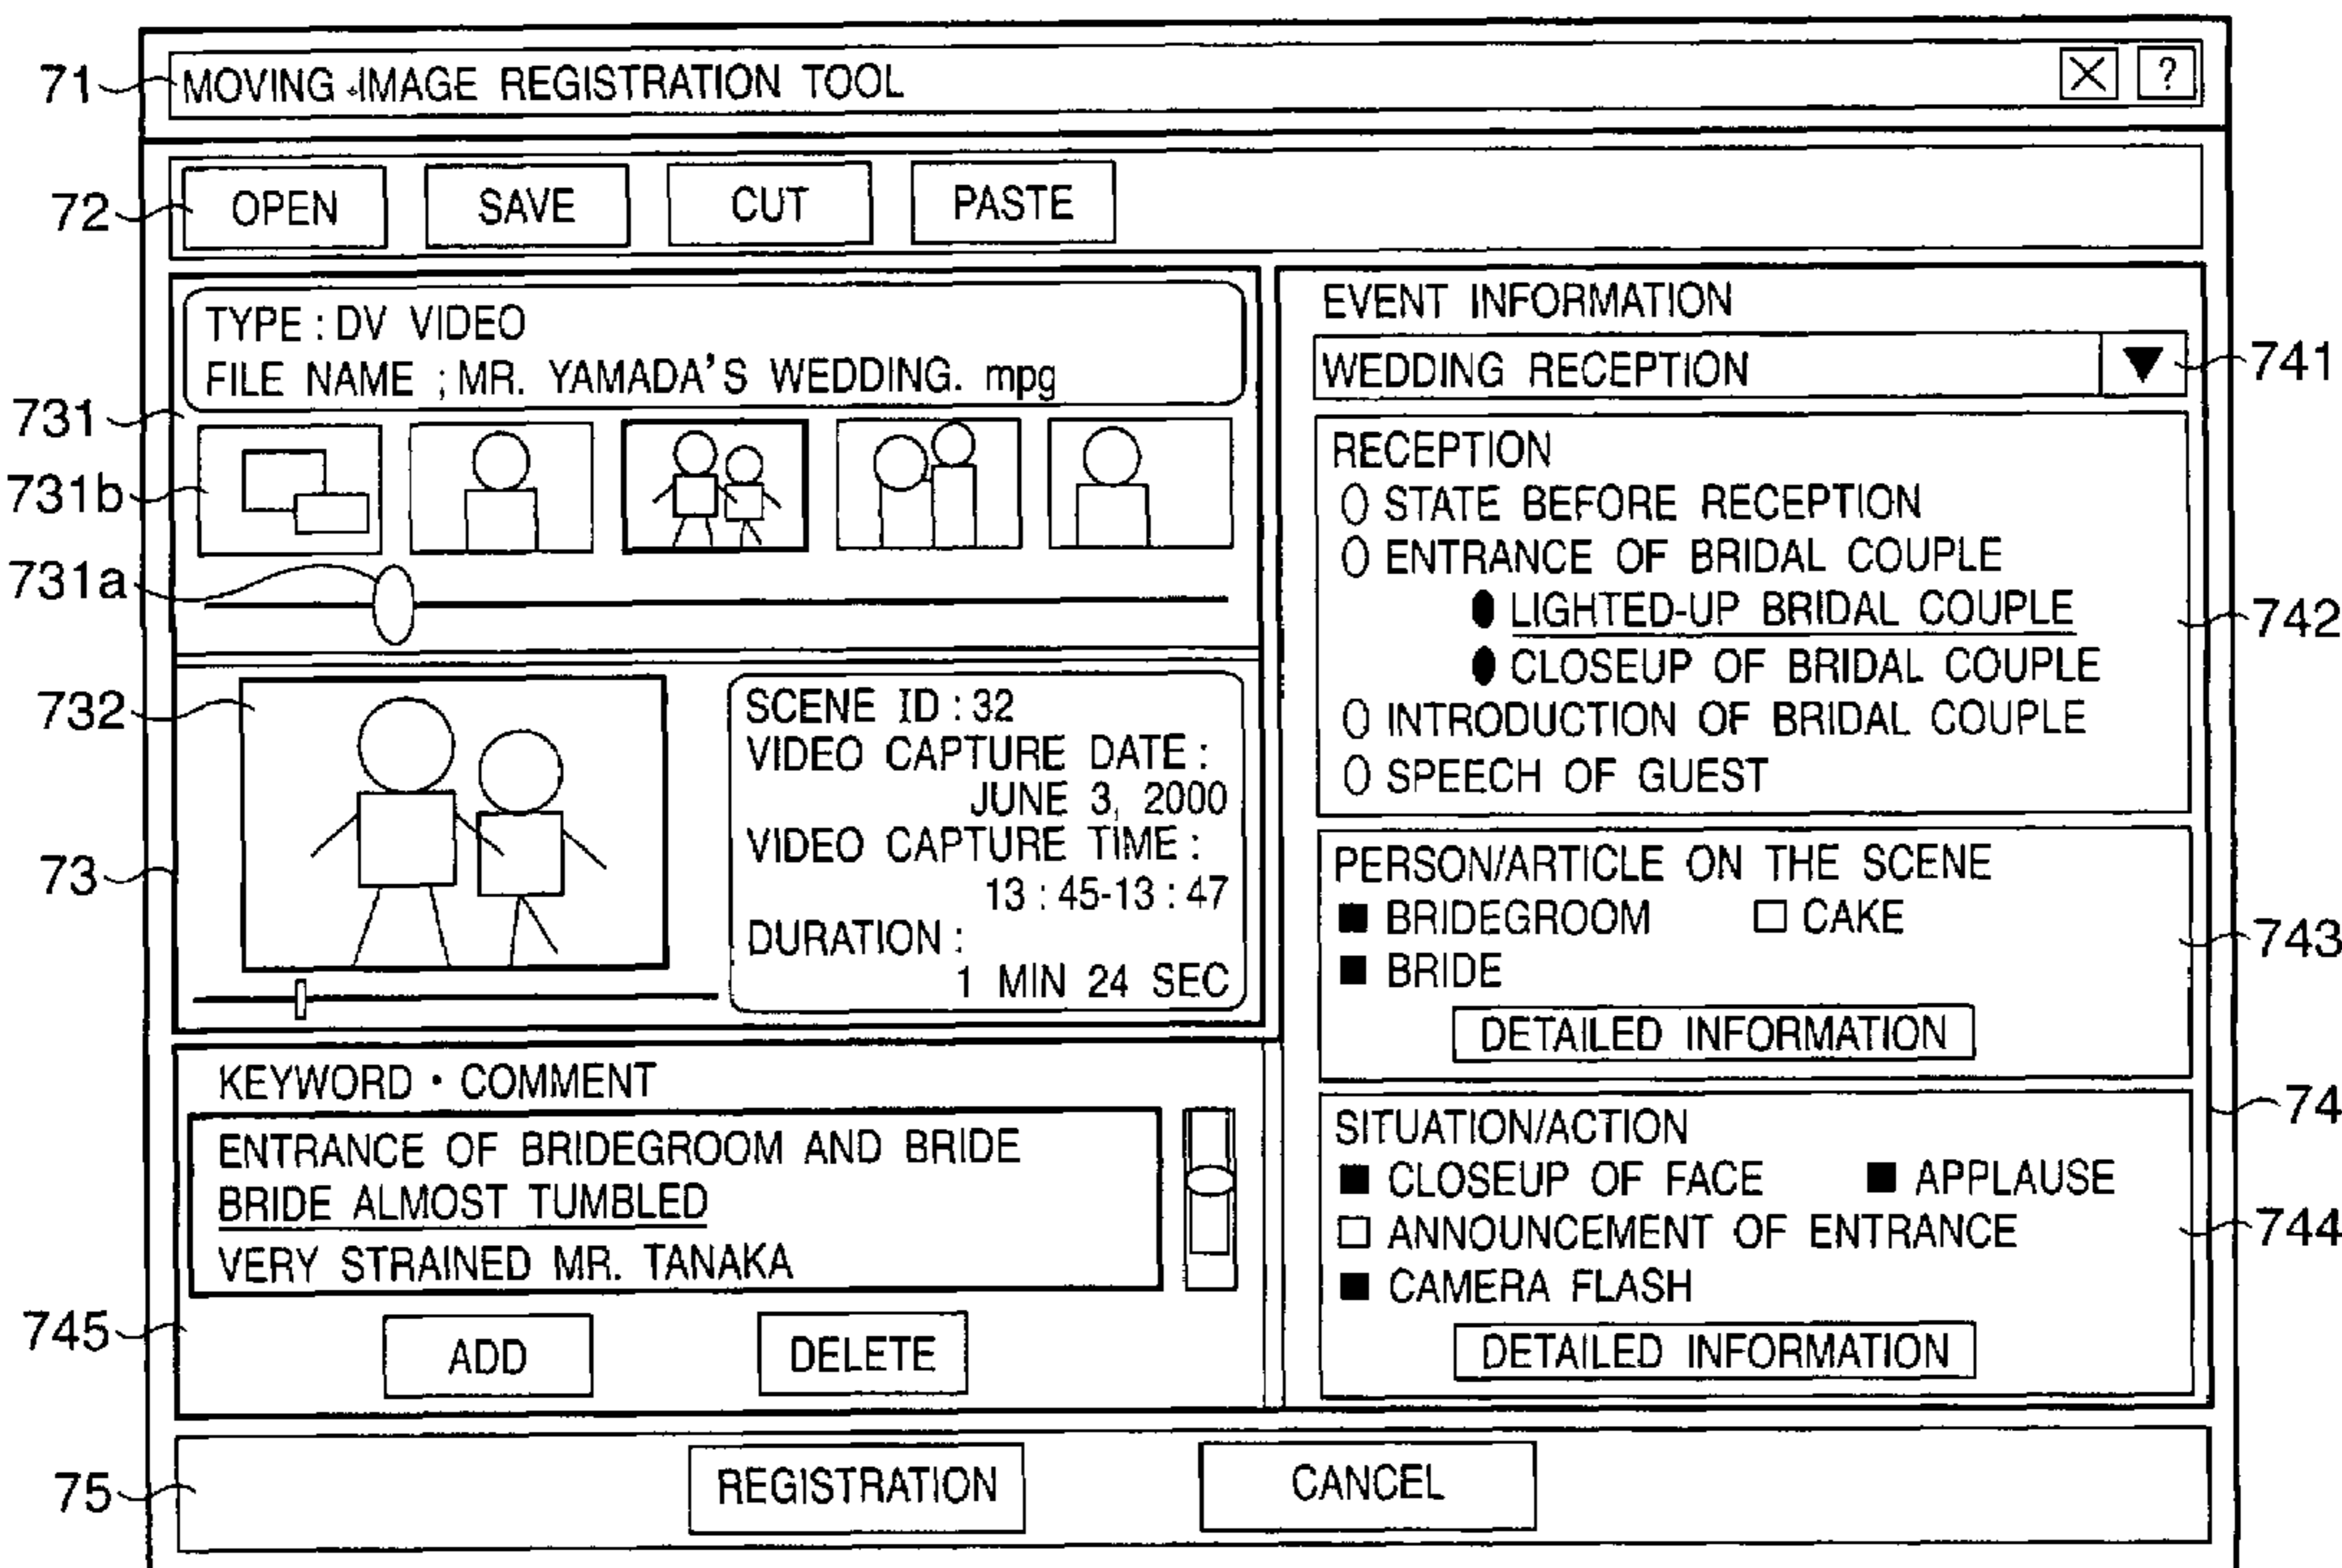 71
MOVING IMAGE REGISTRATION TOOL
X ?
72
OPEN SAVE CUT PASTE
TYPE : DV VIDEO
FILE NAME ; MR. YAMADA'S WEDDING. mpg
731
731b
731a
732
SCENE ID : 32
VIDEO CAPTURE DATE :
JUNE 3, 2000
VIDEO CAPTURE TIME :
13 : 45-13 : 47
DURATION :
1 MIN 24 SEC
73
KEYWORD・COMMENT
ENTRANCE OF BRIDEGROOM AND BRIDE
BRIDE ALMOST TUMBLED
VERY STRAINED MR. TANAKA
745
ADD DELETE
EVENT INFORMATION
WEDDING RECEPTION ▼
741
RECEPTION
STATE BEFORE RECEPTION
ENTRANCE OF BRIDAL COUPLE
LIGHTED-UP BRIDAL COUPLE
742
CLOSEUP OF BRIDAL COUPLE
INTRODUCTION OF BRIDAL COUPLE
SPEECH OF GUEST
PERSON/ARTICLE ON THE SCENE
■ BRIDEGROOM □ CAKE
743
■ BRIDE
DETAILED INFORMATION
74
SITUATION/ACTION
■ CLOSEUP OF FACE ■ APPLAUSE
□ ANNOUNCEMENT OF ENTRANCE
744
■ CAMERA FLASH
DETAILED INFORMATION
75
REGISTRATION CANCEL